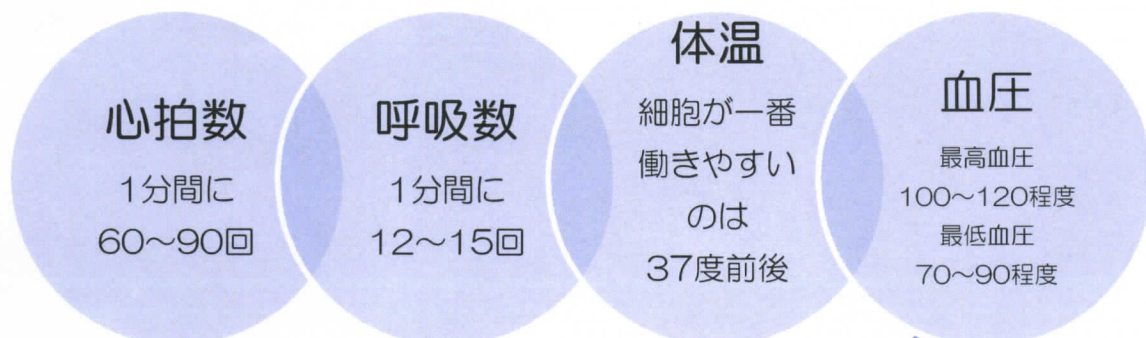 心拍数
1分間に
60～90回
呼吸数
1分間に
12～15回
体温
細胞が一番
働きやすい
のは
37度前後
血圧
最高血圧
100～120程度
最低血圧
70～90程度